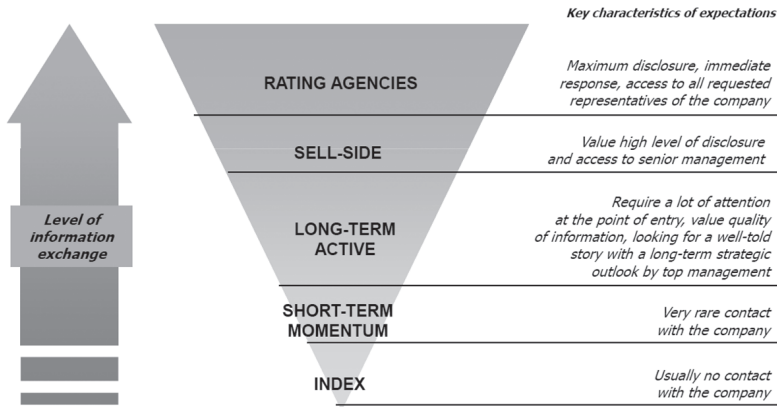 Key characteristics of expectations
RATING AGENCIES
Maximum disclosure, immediate
response, access to all requested
representatives of the company
SELL-SIDE
Value high level of disclosure
and access to senior management
Level of
information
exchange
LONG-TERM
ACTIVE
Require a lot of attention
at the point of entry, value quality
of information, looking for a well-told
story with a long-term strategic
outlook by top management
SHORT-TERM
MOMENTUM
Very rare contact
with the company
INDEX
Usually no contact
with the company